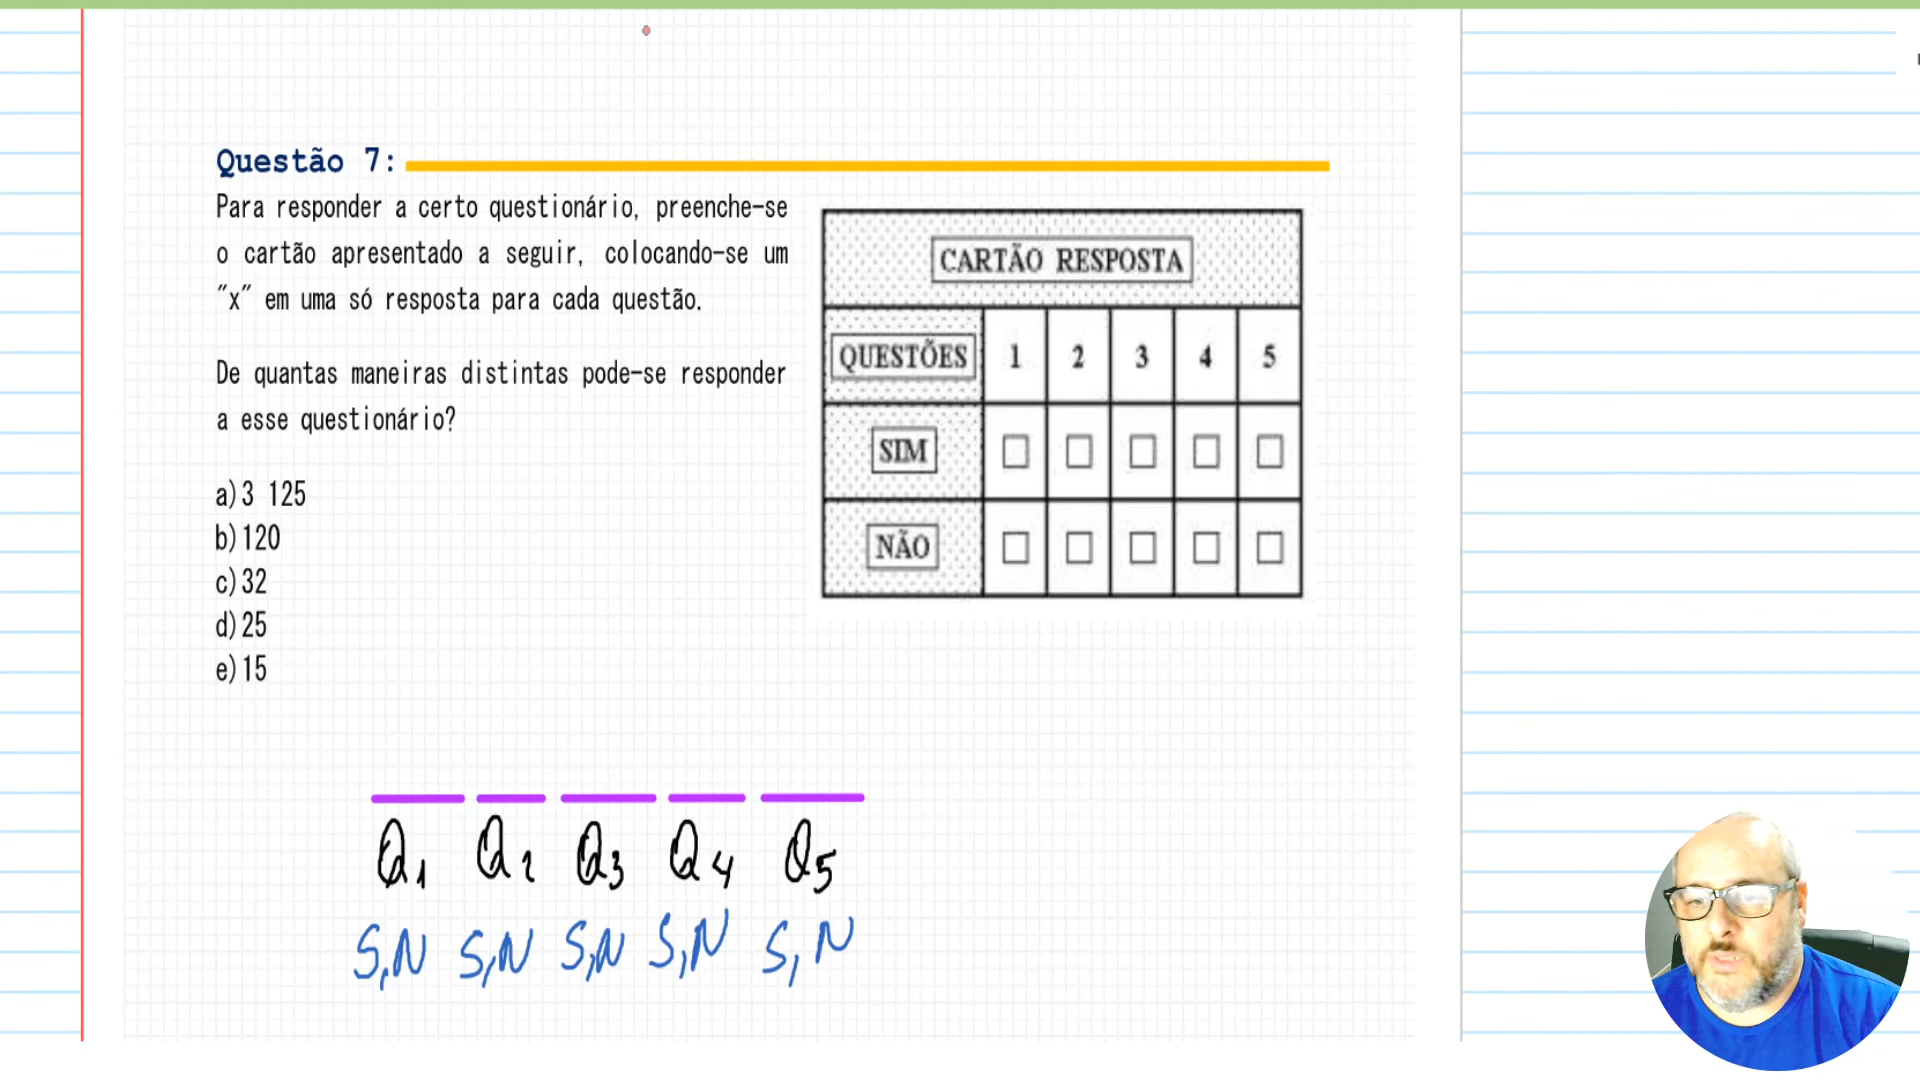 Questão 7:
Para responder a certo questionário, preenche-se
o cartão apresentado a seguir, colocando-se um
"x" em uma só resposta para cada questão.
De quantas maneiras distintas pode-se responder
a esse questionário?
a)3 125
b)120
c)32
d)25
e)15
CARTÃO RESPOSTA
QUESTÕES 1 2 3 4 5
SIM
NÃO
Q1 Q2 Q3 Q4 Q5
S,N S,N S,N S,N S,N